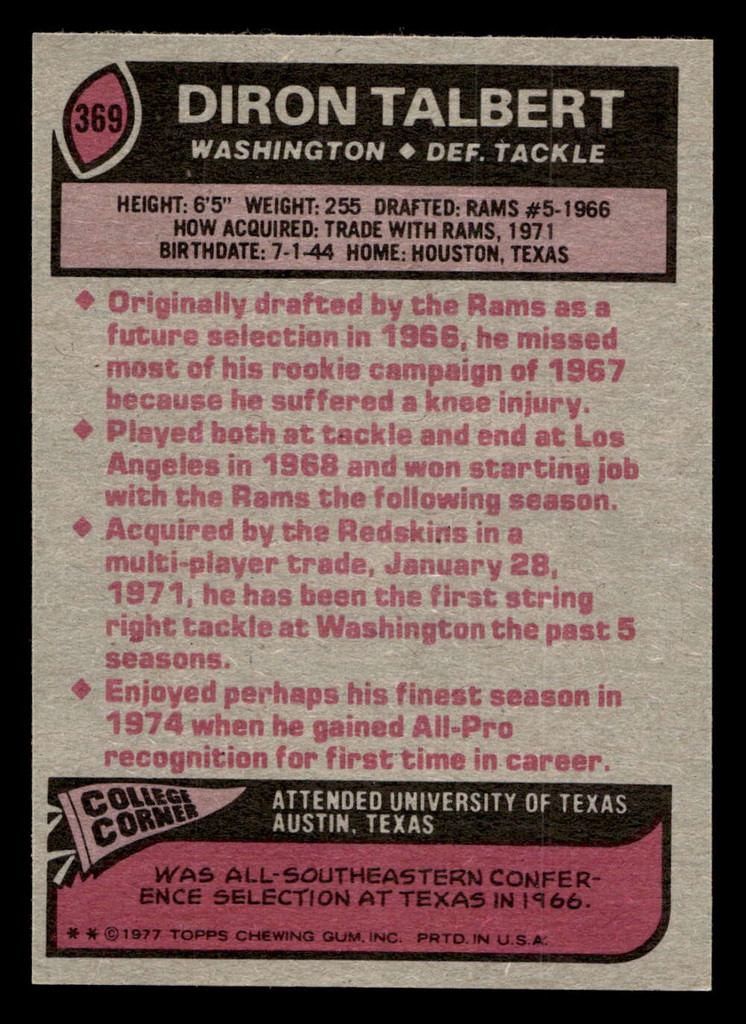 369
DIRON TALBERT
WASHINGTON ♦ DEF. TACKLE
HEIGHT: 6'5" WEIGHT: 255 DRAFTED: RAMS #5-1966
HOW ACQUIRED: TRADE WITH RAMS, 1971
BIRTHDATE: 7-1-44 HOME: HOUSTON, TEXAS
♦ Originally drafted by the Rams as a
future selection in 1966, he missed
most of his rookie campaign of 1967
because he suffered a knee injury.
♦ Played both at tackle and end at Los
Angeles in 1968 and won starting job
with the Rams the following season.
♦ Acquired by the Redskins in a
multi-player trade, January 28,
1971, he has been the first string
right tackle at Washington the past 5
seasons.
♦ Enjoyed perhaps his finest season in
1974 when he gained All-Pro
recognition for first time in career.
COLLEGE
CORNER
ATTENDED UNIVERSITY OF TEXAS
AUSTIN, TEXAS
WAS ALL-SOUTHEASTERN CONFER-
ENCE SELECTION AT TEXAS IN 1966.
* * © 1977 TOPPS CHEWING GUM, INC. PRTD. IN U.S.A.